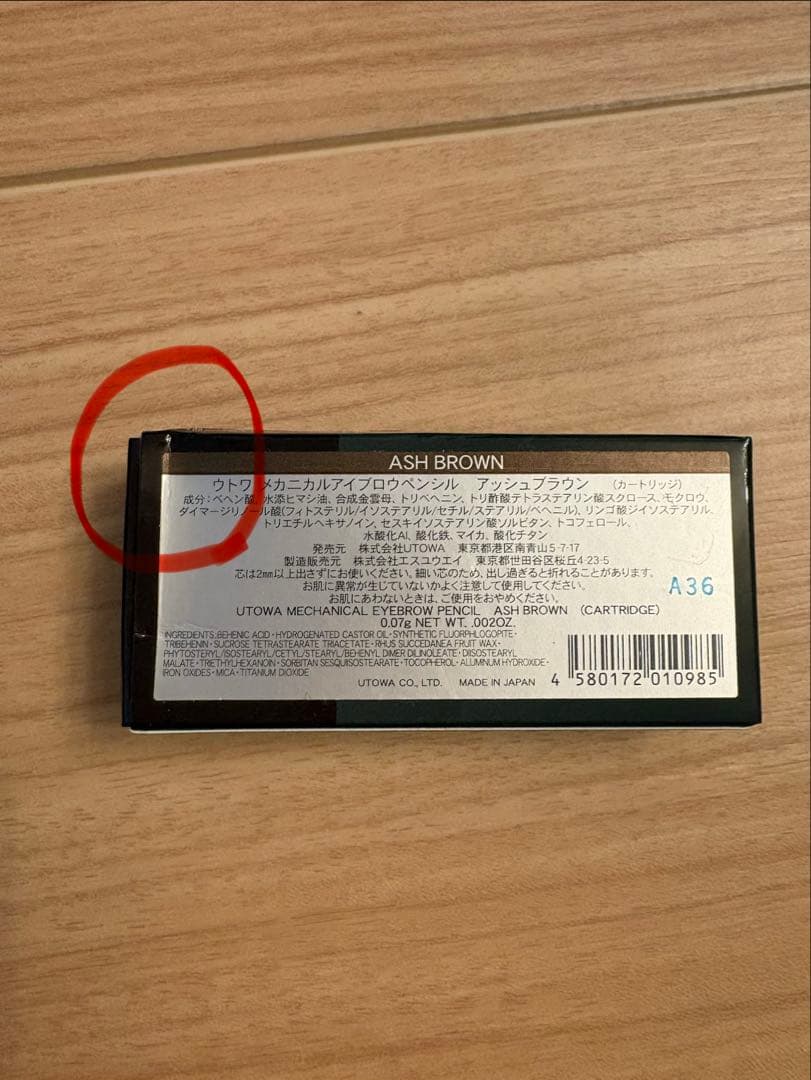 ASH BROWN
ウトワ メカニカルアイブロウペンシル アッシュブラウン （カートリッジ）
成分：ベヘン酸、水添ヒマシ油、合成金雲母、トリベヘニン、トリ酢酸テトラステアリン酸スクロース、モクロウ、
ダイマージリノール酸(フィトステリル/イソステアリル/セチル/ステアリル/ベヘニル)、リンゴ酸ジイソステアリル、
トリエチルヘキサノイン、セスキイソステアリン酸ソルビタン、トコフェロール、
水酸化Al、酸化鉄、マイカ、酸化チタン
発売元 株式会社UTOWA 東京都港区南青山5-7-17
製造販売元 株式会社エスユウエイ 東京都世田谷区桜丘4-23-5
芯は2mm以上出さずにお使いください。細い芯のため、出し過ぎると折れることがあります。
お肌に異常が生じていないかよく注意して使用してください。
お肌にあわないときは、ご使用をおやめください。
A36
UTOWA MECHANICAL EYEBROW PENCIL ASH BROWN (CARTRIDGE)
0.07g NET WT. .002OZ.
INGREDIENTS:BEHENIC ACID・HYDROGENATED CASTOR OIL・SYNTHETIC FLUORPHLOGOPITE・
TRIBEHENIN・SUCROSE TETRASTEARATE TRIACETATE・RHUS SUCCEDANEA FRUIT WAX・
PHYTOSTERYL/ISOSTEARYL/CETYL/STEARYL/BEHENYL DIMER DILINOLEATE・DIISOSTEARYL
MALATE・TRIETHYLHEXANOIN・SORBITAN SESQUIISOSTEARATE・TOCOPHEROL・ALUMINUM HYDROXIDE・
IRON OXIDES・MICA・TITANIUM DIOXIDE
UTOWA CO., LTD. MADE IN JAPAN
4 580172 010985